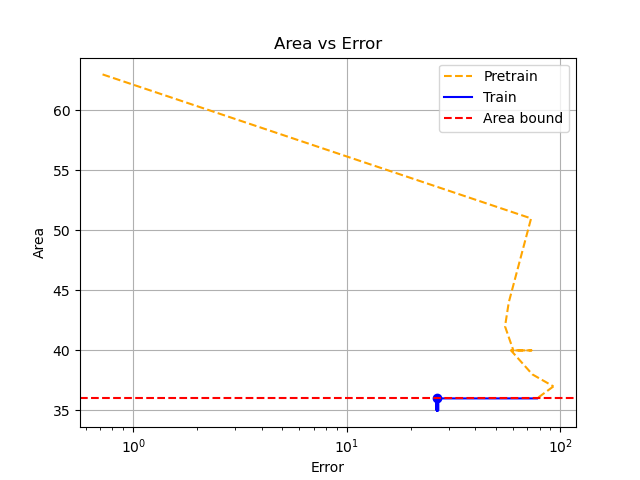 Area vs Error
Pretrain
Train
Area bound
Area
60
55
50
45
40
35
10⁰
10¹
10²
Error